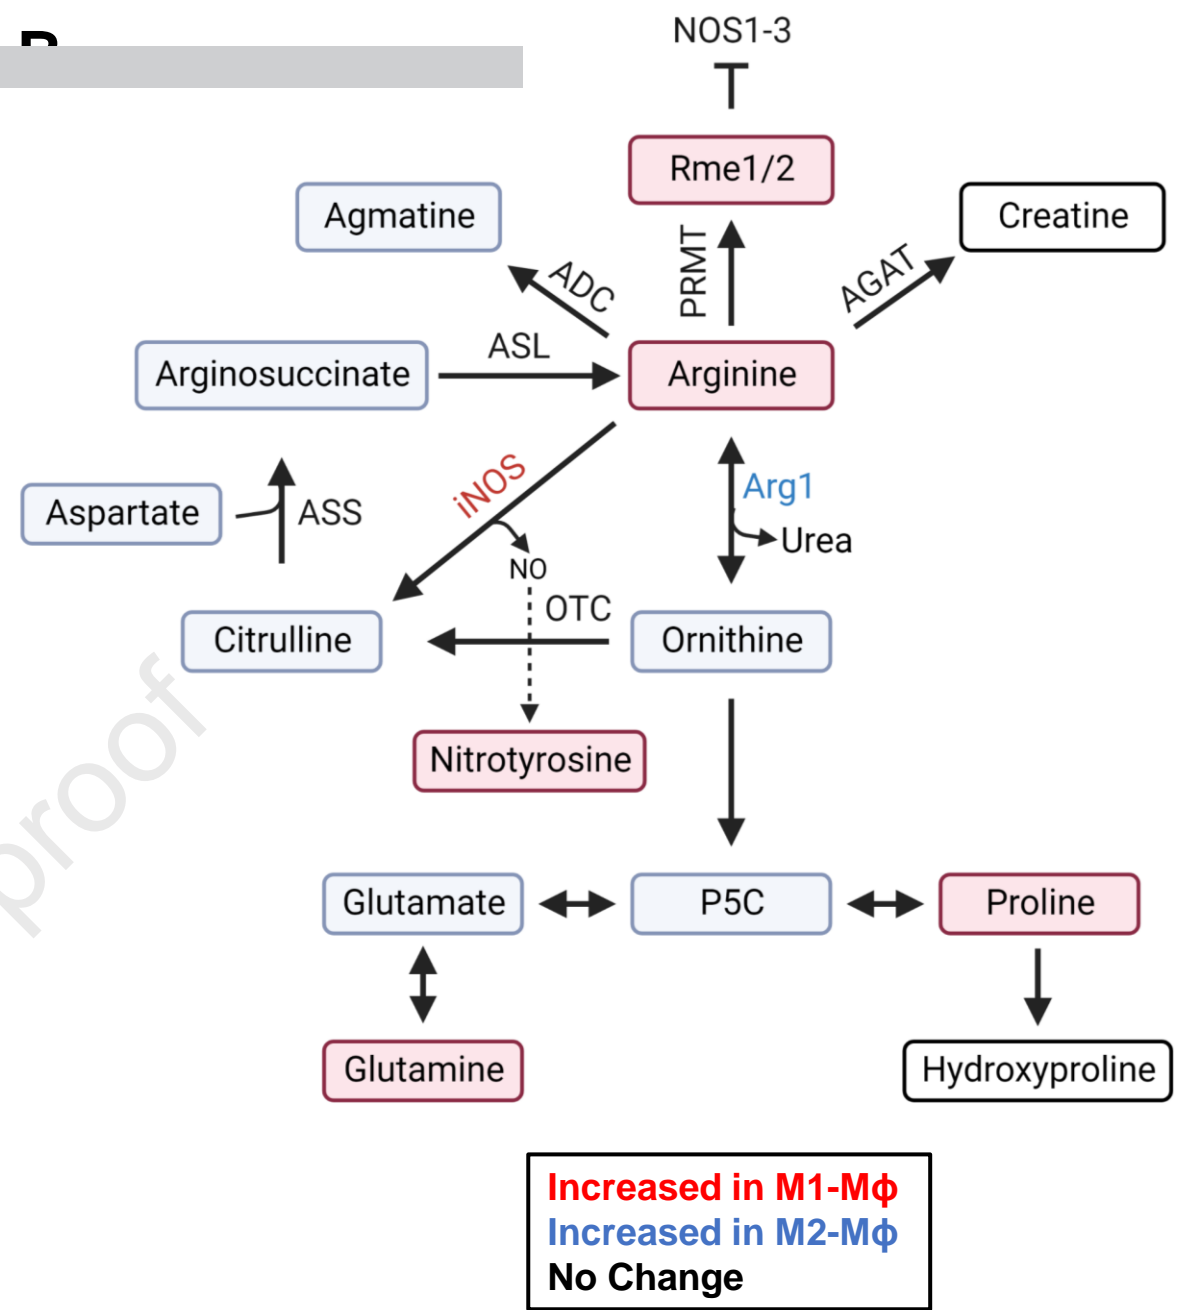 B
NOS1-3
Rme1/2
Agmatine
Creatine
ADC
PRMT
AGAT
ASL
Arginosuccinate
Arginine
iNOS
Arg1
Aspartate
ASS
Urea
NO
OTC
Citrulline
Ornithine
Nitrotyrosine
Glutamate
P5C
Proline
Glutamine
Hydroxyproline
proof
Increased in M1-Mϕ
Increased in M2-Mϕ
No Change